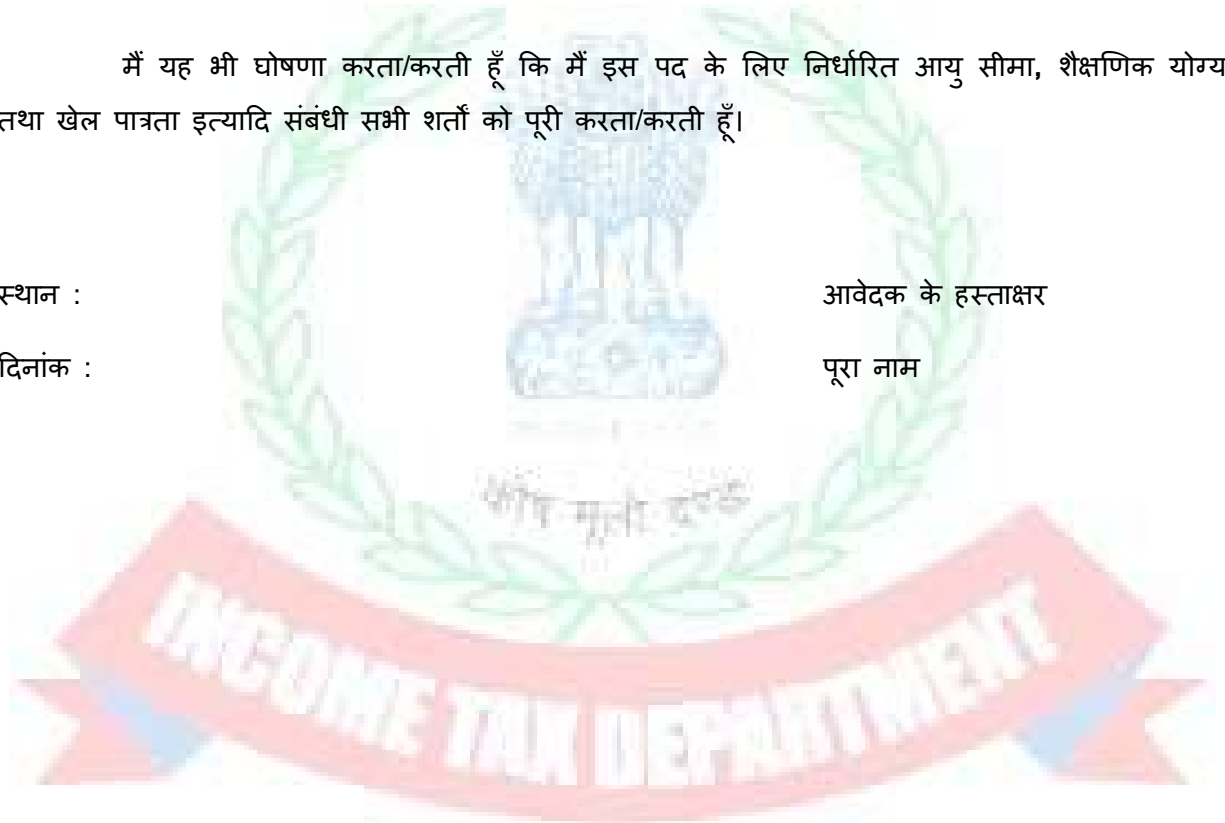 मैं यह भी घोषणा करता/करती हूँ कि मैं इस पद के लिए निर्धारित आयु सीमा, शैक्षणिक योग्य
तथा खेल पात्रता इत्यादि संबंधी सभी शर्तों को पूरी करता/करती हूँ।
स्थान : आवेदक के हस्ताक्षर
दिनांक : पूरा नाम
कोष मूलो दण्डः
INCOME TAX DEPARTMENT